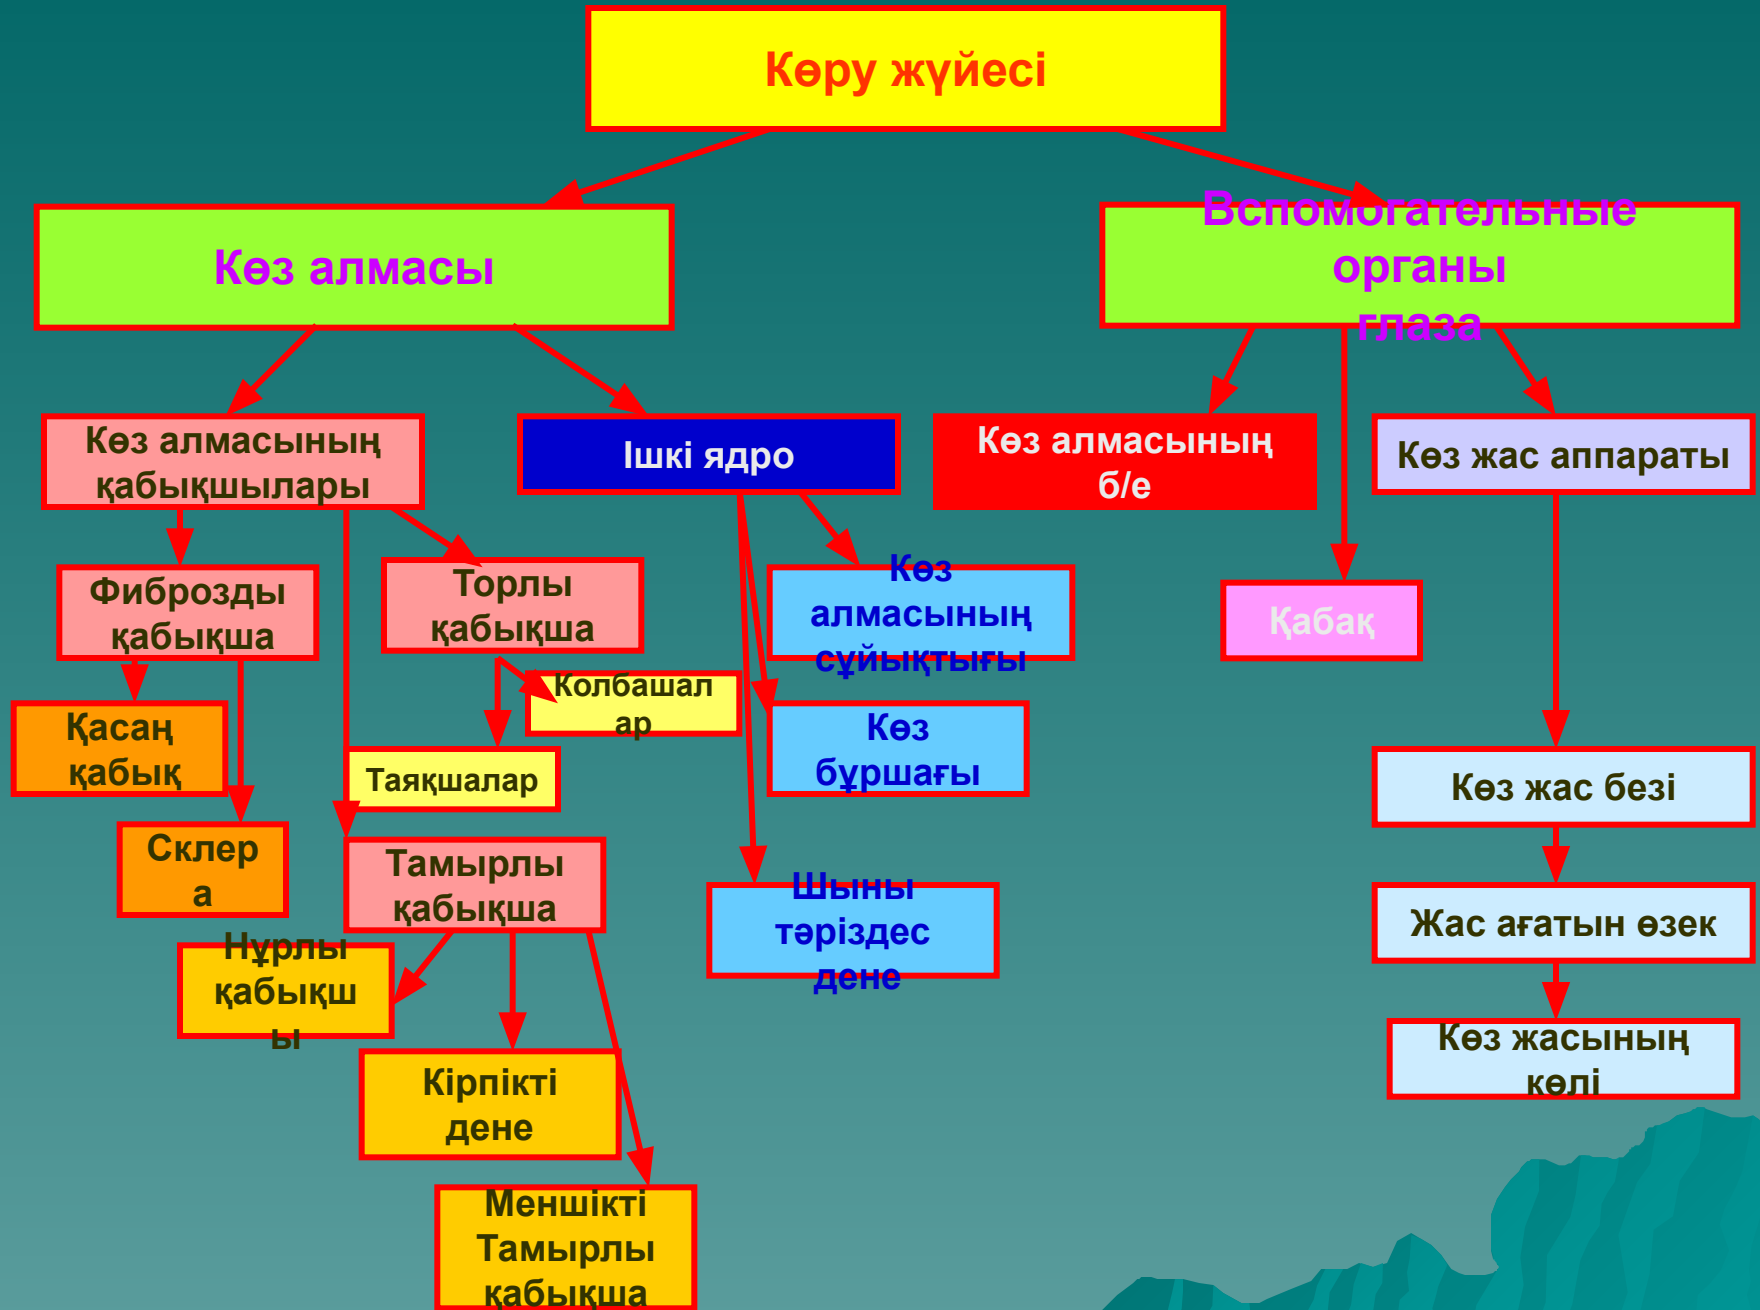 Көру жүйесі
Көз алмасы
Вспомогательные
органы
глаза
Көз алмасының
қабықшылары
Ішкі ядро
Көз алмасының
б/е
Көз жас аппараты
Фиброзды
қабықша
Торлы
қабықша
Көз
алмасының
сұйықтығы
Қабақ
Қасаң
қабық
Колбашал
ар
Таяқшалар
Көз
бұршағы
Көз жас безі
Склер
а
Тамырлы
қабықша
Шыны
тәріздес
дене
Жас ағатын өзек
Нұрлы
қабықш
ы
Кірпікті
дене
Көз жасының
көлі
Меншікті
Тамырлы
қабықша